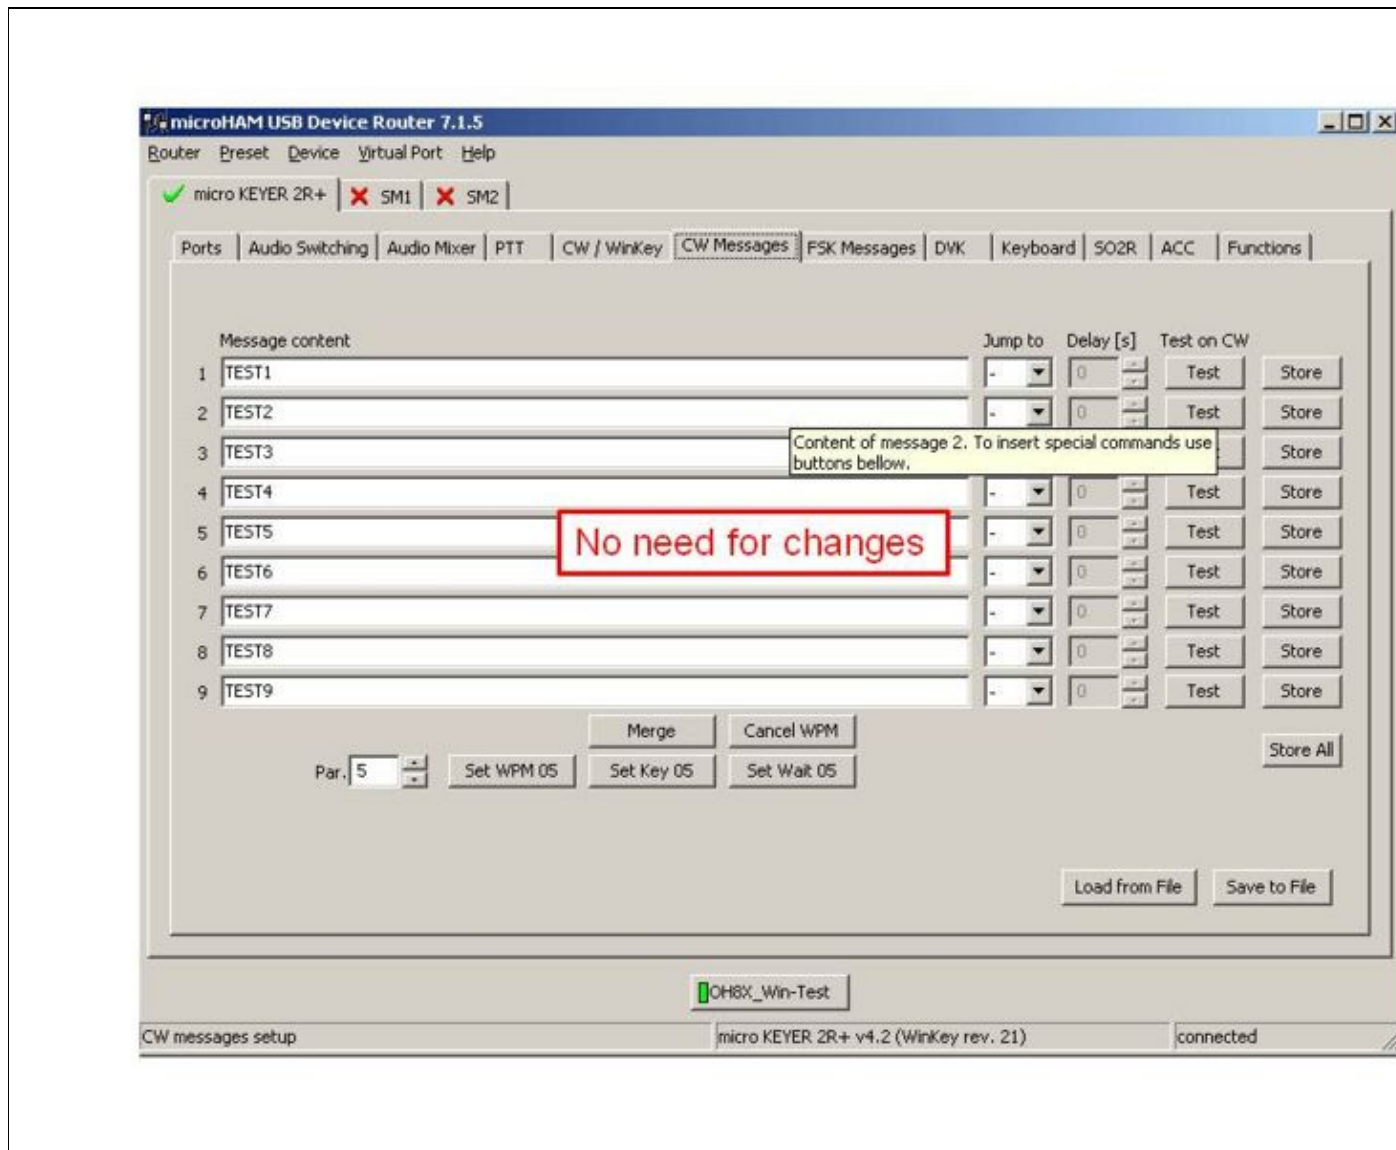 microHAM USB Device Router 7.1.5
Router Preset Device Virtual Port Help
micro KEYER 2R+ SM1 SM2
Ports Audio Switching Audio Mixer PTT CW / WinKey CW Messages FSK Messages DVK Keyboard SO2R ACC Functions
Message content Jump to Delay [s] Test on CW
1 TEST1 - 0 Test Store
2 TEST2 - 0 Test Store
Content of message 2. To insert special commands use
buttons bellow.
3 TEST3 Store
4 TEST4 - 0 Test Store
No need for changes
5 TEST5 - 0 Test Store
6 TEST6 - 0 Test Store
7 TEST7 - 0 Test Store
8 TEST8 - 0 Test Store
9 TEST9 - 0 Test Store
Merge Cancel WPM
Store All
Par. 5 Set WPM 05 Set Key 05 Set Wait 05
Load from File Save to File
OH8X_Win-Test
CW messages setup micro KEYER 2R+ v4.2 (WinKey rev. 21) connected